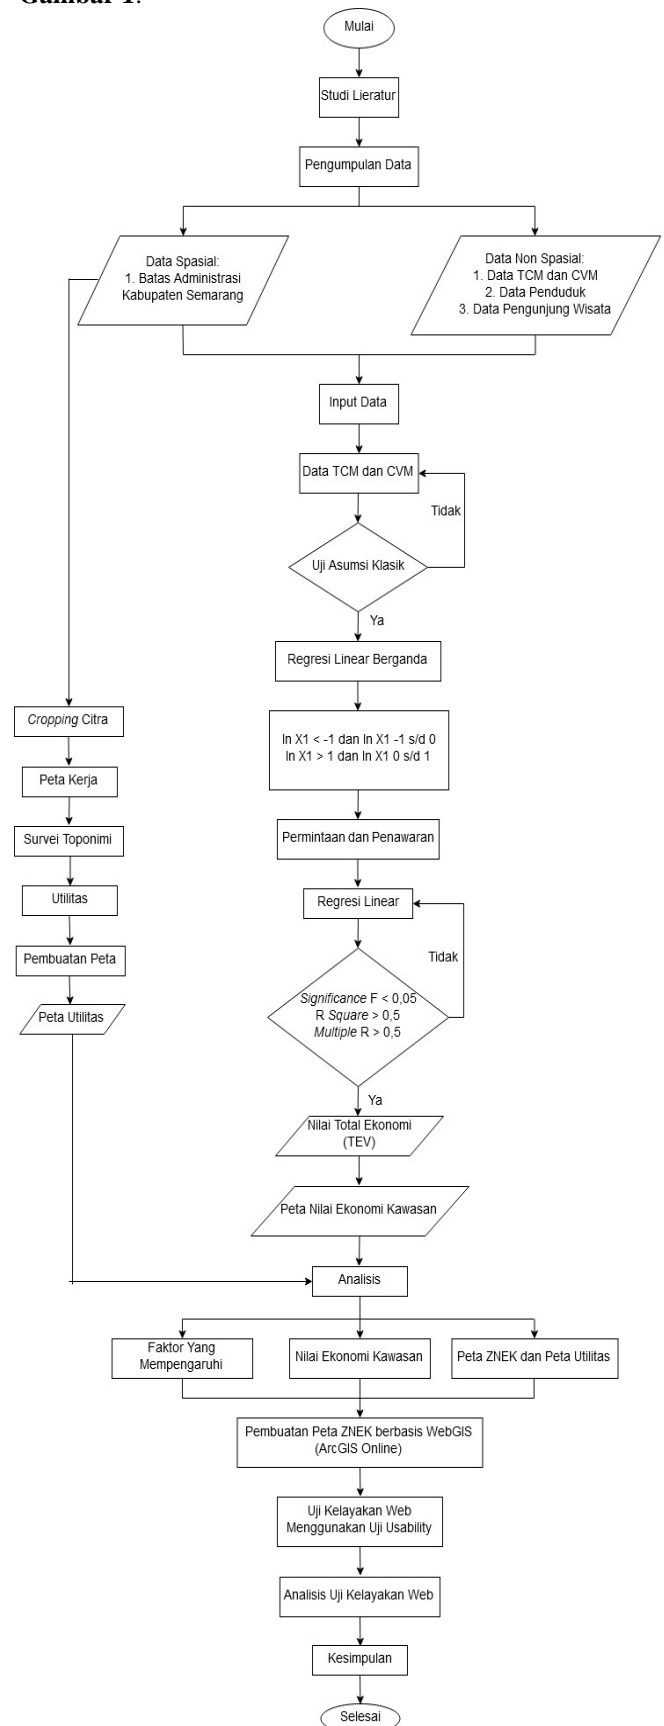 Gambar 1.
Mulai
Studi Lieratur
Pengumpulan Data
Data Spasial:
1. Batas Administrasi
Kabupaten Semarang
Data Non Spasial:
1. Data TCM dan CVM
2. Data Penduduk
3. Data Pengunjung Wisata
Input Data
Data TCM dan CVM
Tidak
Uji Asumsi Klasik
Ya
Regresi Linear Berganda
In X1 < -1 dan In X1 -1 s/d 0
In X1 > 1 dan In X1 0 s/d 1
Permintaan dan Penawaran
Regresi Linear
Tidak
Significance F < 0,05
R Square > 0,5
Multiple R > 0,5
Ya
Nilai Total Ekonomi
(TEV)
Peta Nilai Ekonomi Kawasan
Cropping Citra
Peta Kerja
Survei Toponimi
Utilitas
Pembuatan Peta
Peta Utilitas
Analisis
Faktor Yang
Mempengaruhi
Nilai Ekonomi Kawasan
Peta ZNEK dan Peta Utilitas
Pembuatan Peta ZNEK berbasis WebGIS
(ArcGIS Online)
Uji Kelayakan Web
Menggunakan Uji Usability
Analisis Uji Kelayakan Web
Kesimpulan
Selesai